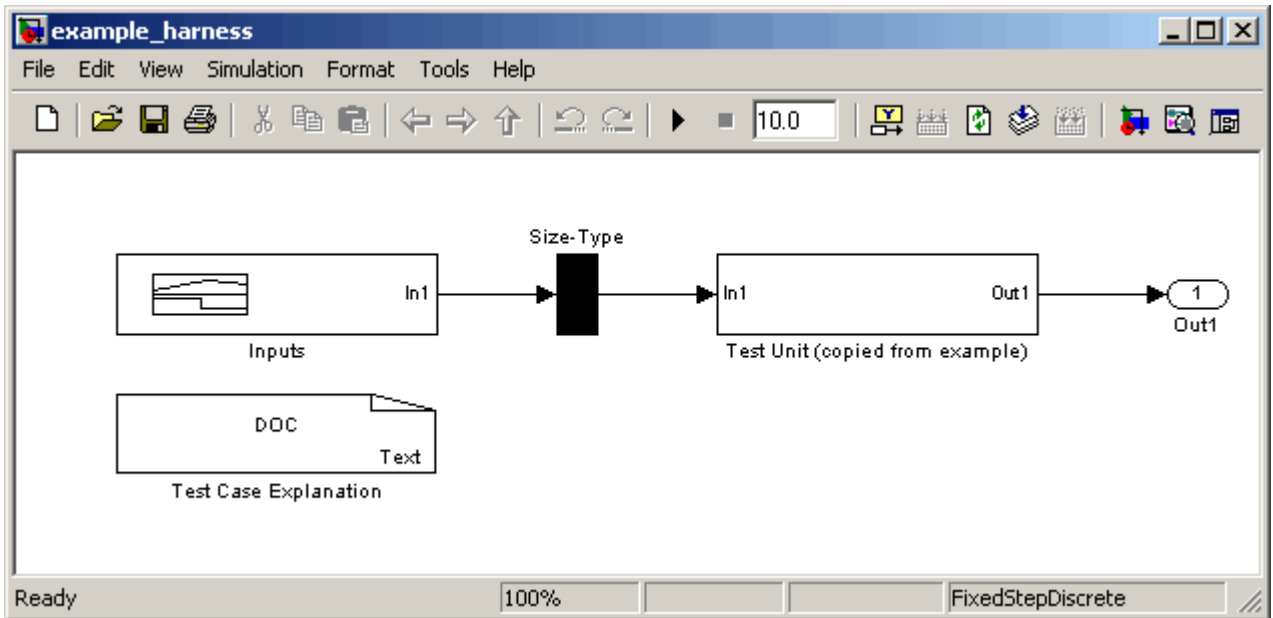 example_harness
File Edit View Simulation Format Tools Help
10.0
Size-Type
In1
In1
Out1
1
Out1
Inputs
Test Unit (copied from example)
DOC
Text
Test Case Explanation
Ready
100%
FixedStepDiscrete